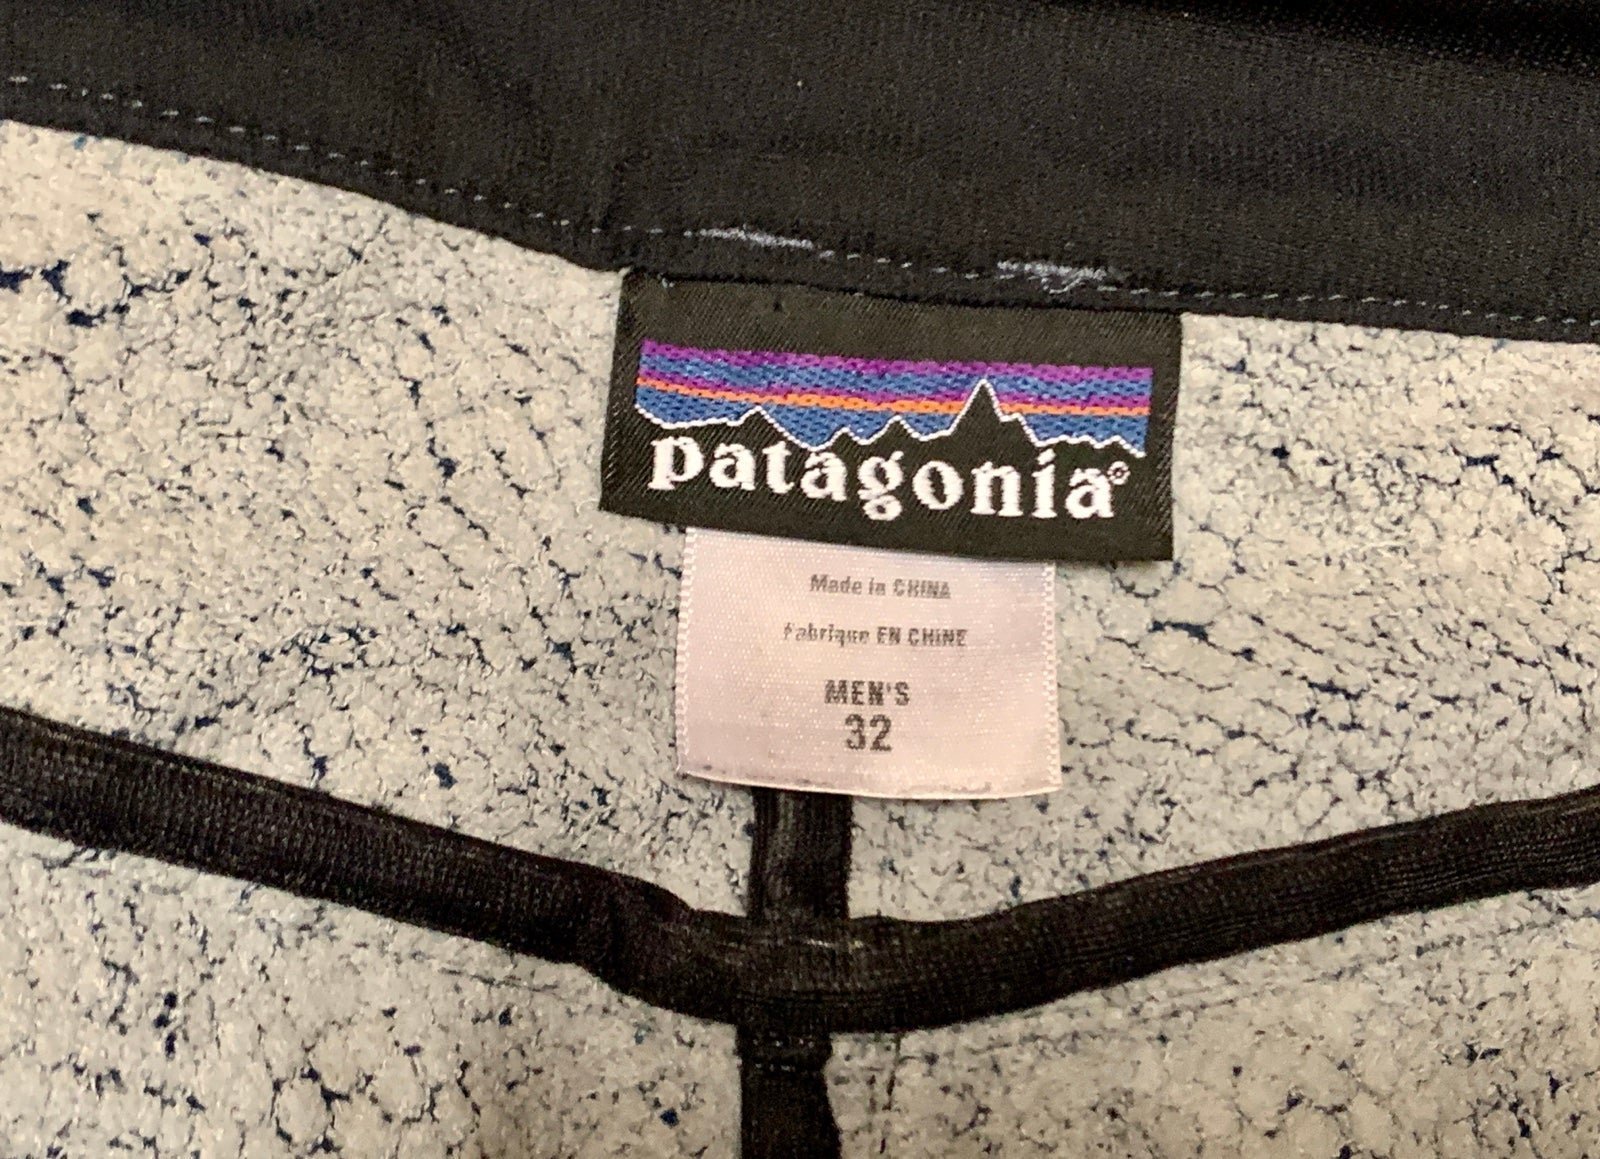 patagonia®
Made in CHINA
Fabrique EN CHINE
MEN'S
32